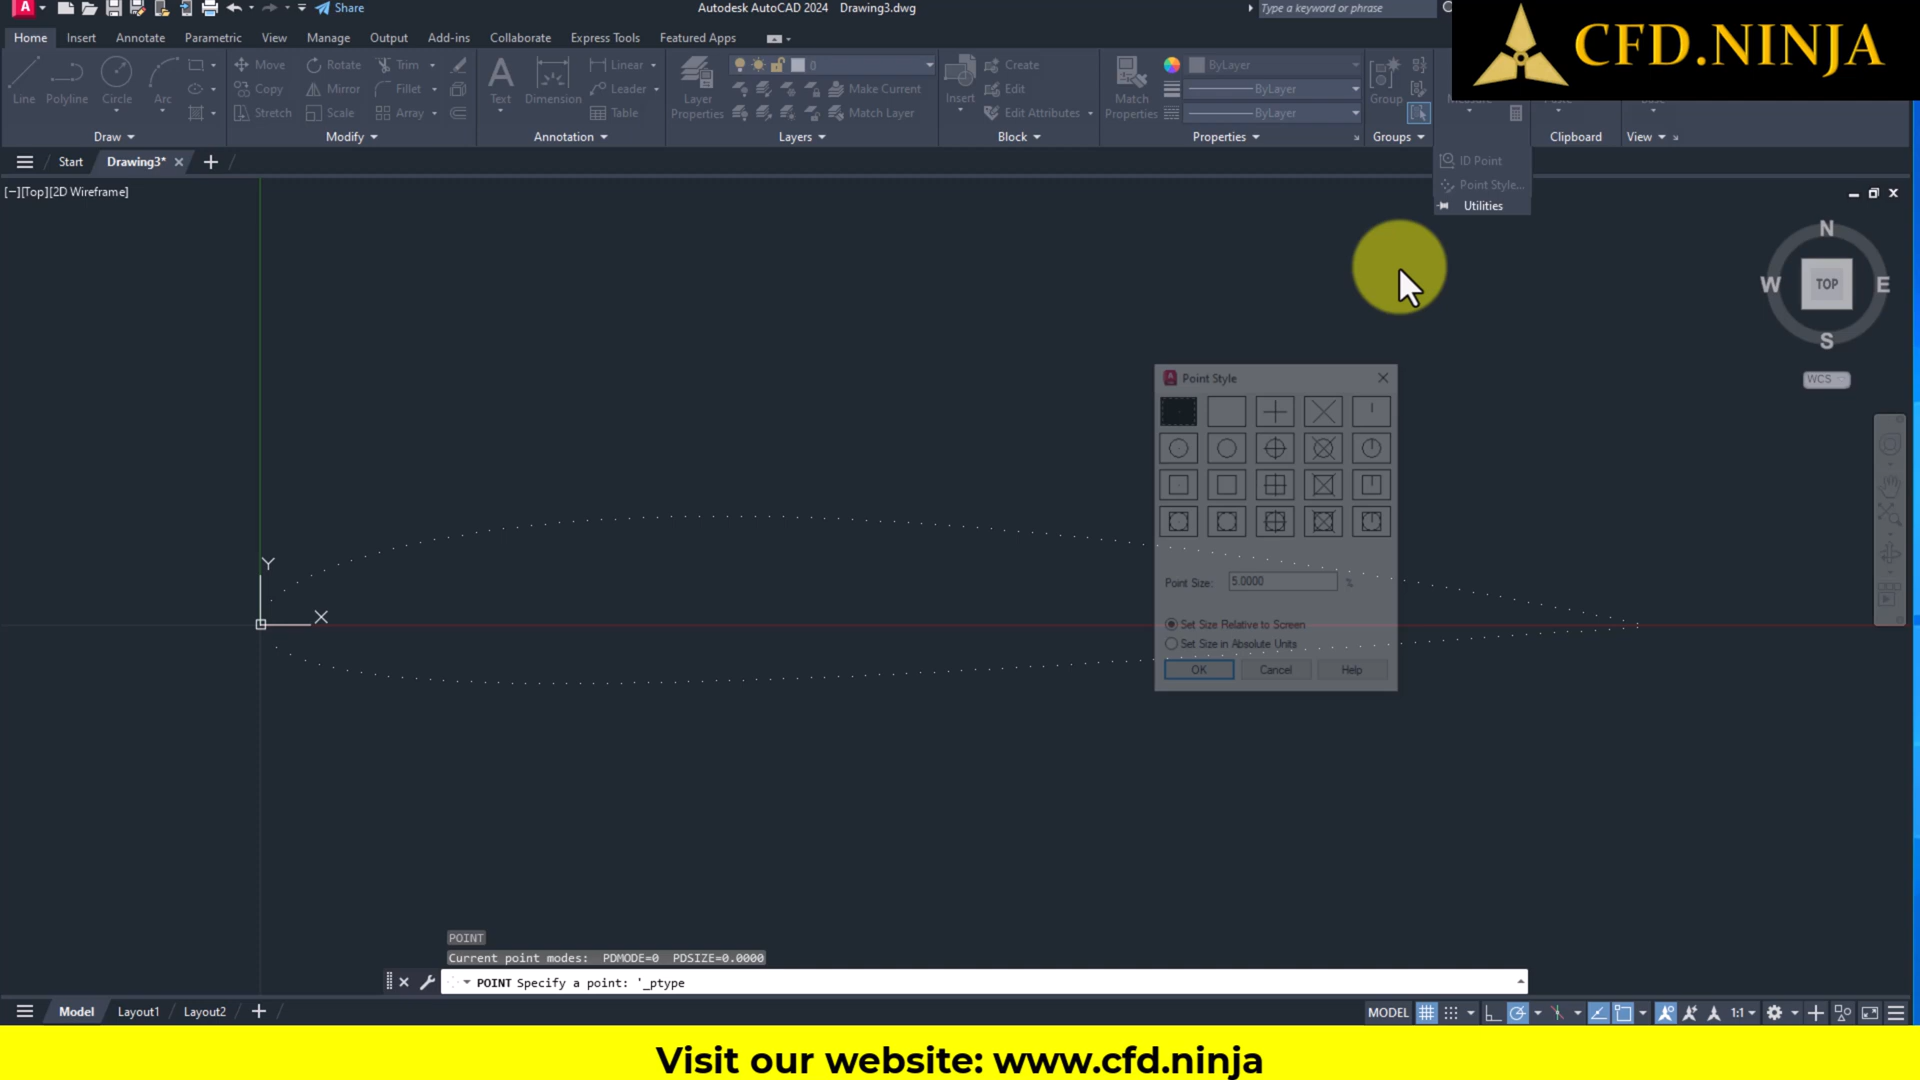 Share
Autodesk AutoCAD 2024 Drawing3.dwg
Type a keyword or phrase
CFD.NINJA
Home Insert Annotate Parametric View Manage Output Add-ins Collaborate Express Tools Featured Apps
Line Polyline Circle Arc
Move Rotate Trim
Copy Mirror Fillet
Stretch Scale Array
Text Dimension
Linear
Leader
Table
Layer Properties
0
Make Current
Match Layer
Insert
Create
Edit
Edit Attributes
Match Properties
ByLayer
ByLayer
ByLayer
Group
Measure
Draw Modify Annotation Layers Block Properties Groups Clipboard View
Start Drawing3*
ID Point
Point Style...
Utilities
[−][Top][2D Wireframe]
N
W TOP E
S
WCS
Point Style
Point Size: 5.0000 %
Set Size Relative to Screen
Set Size in Absolute Units
OK Cancel Help
Y
X
POINT
Current point modes: PDMODE=0 PDSIZE=0.0000
POINT Specify a point: '_ptype
Model Layout1 Layout2
MODEL 1:1
Visit our website: www.cfd.ninja